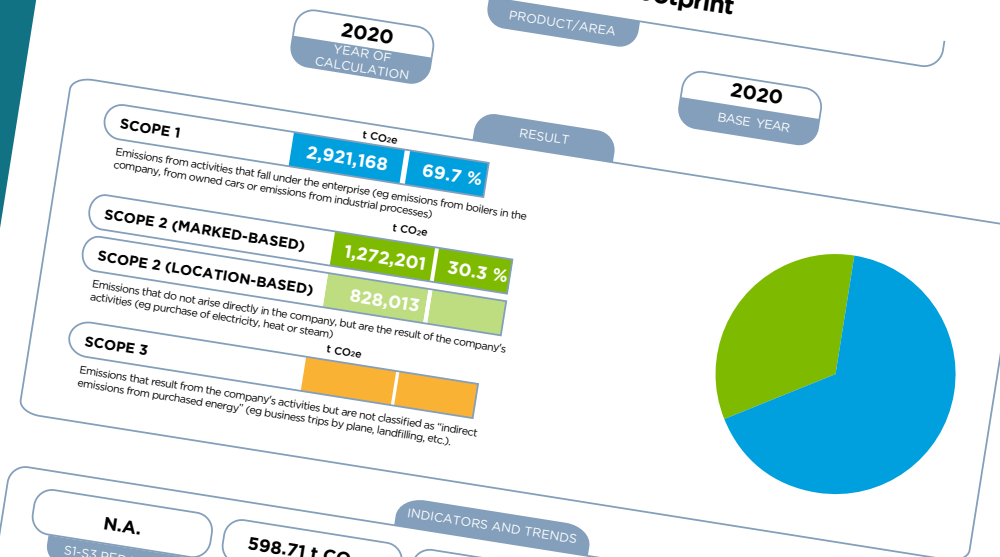 PRODUCT/AREA
2020
YEAR OF
CALCULATION
2020
BASE YEAR
RESULT
SCOPE 1
t CO₂e
2,921,168
69.7 %
Emissions from activities that fall under the enterprise (eg emissions from boilers in the
company, from owned cars or emissions from industrial processes)
SCOPE 2 (MARKED-BASED)
t CO₂e
1,272,201
30.3 %
SCOPE 2 (LOCATION-BASED)
828,013
Emissions that do not arise directly in the company, but are the result of the company's
activities (eg purchase of electricity, heat or steam)
SCOPE 3
t CO₂e
Emissions that result from the company's activities but are not classified as "indirect
emissions from purchased energy" (eg business trips by plane, landfilling, etc.).
INDICATORS AND TRENDS
N.A.
S1-S3 PER
598.71 t CO